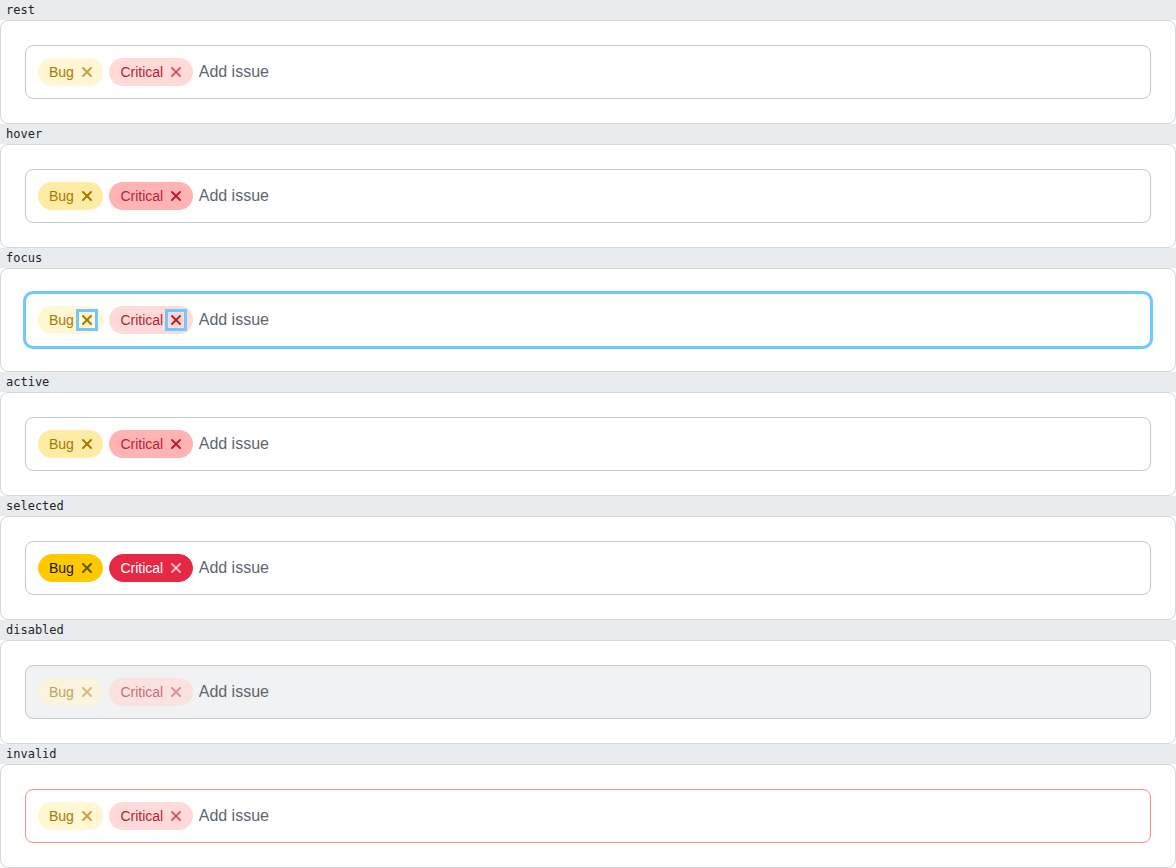 rest
Bug Critical Add issue
hover
Bug Critical Add issue
focus
Bug Critical Add issue
active
Bug Critical Add issue
selected
Bug Critical Add issue
disabled
Bug Critical Add issue
invalid
Bug Critical Add issue